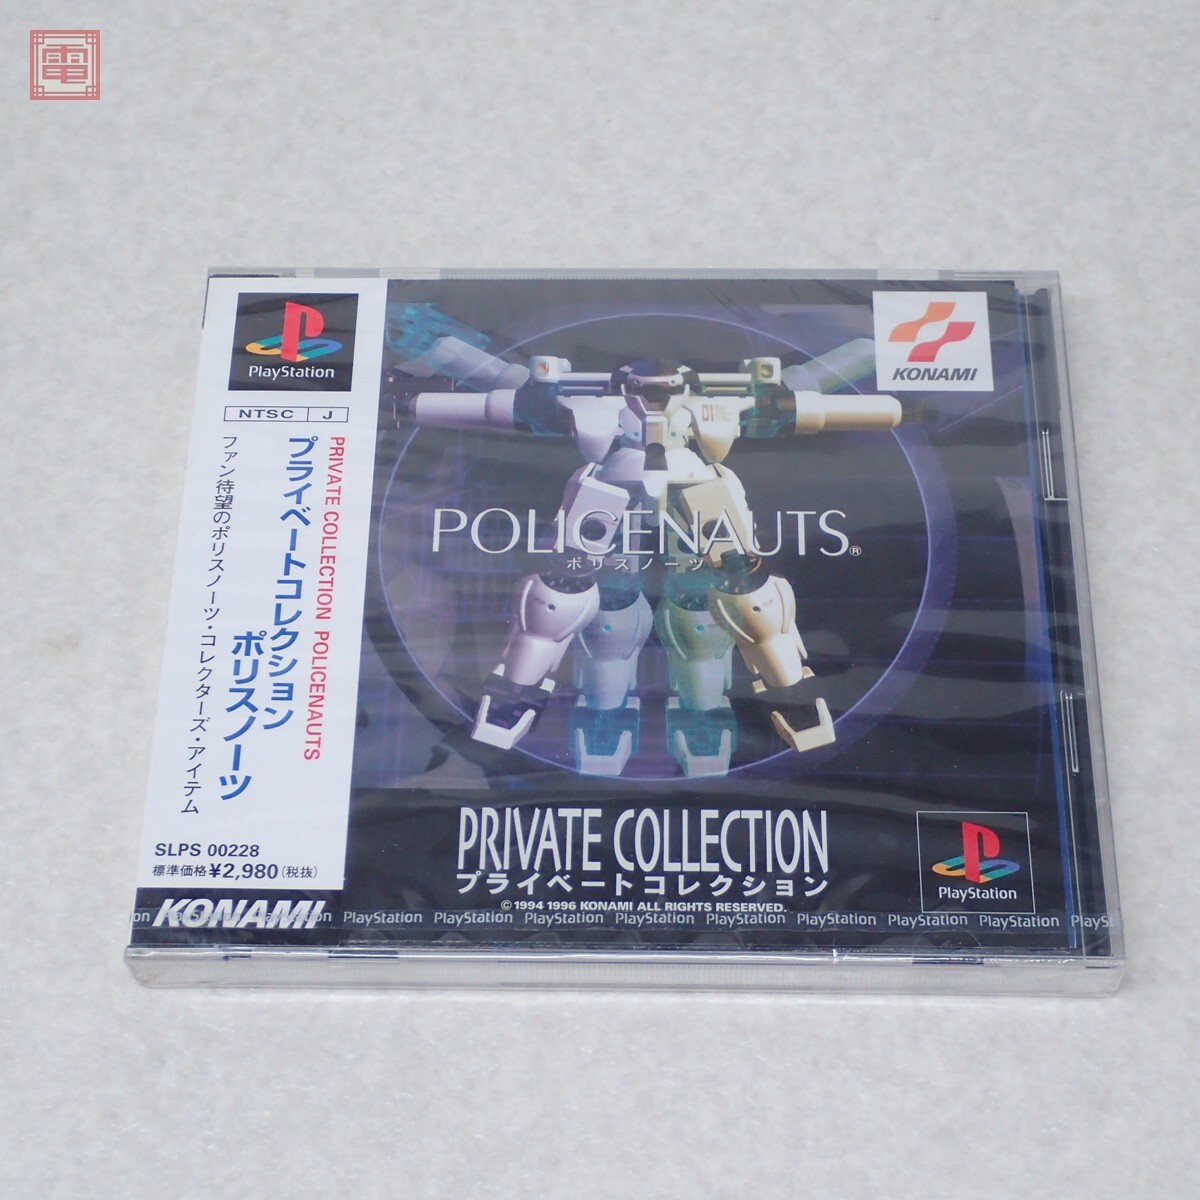 電
PlayStation
NTSC J
PRIVATE COLLECTION POLICENAUTS
プライベートコレクション
ポリスノーツ
ファン待望のポリスノーツ・コレクターズ・アイテム
SLPS 00228
標準価格¥2,980(税抜)
KONAMI
KONAMI
01
POLICENAUTS®
ポリスノーツ
PRIVATE COLLECTION
プライベートコレクション
©1994 1996 KONAMI ALL RIGHTS RESERVED.
PlayStation
ion PlayStation PlayStation PlayStation PlayStation PlayStation PlayStation PlayStation PlayStation PlayStation PlaySt